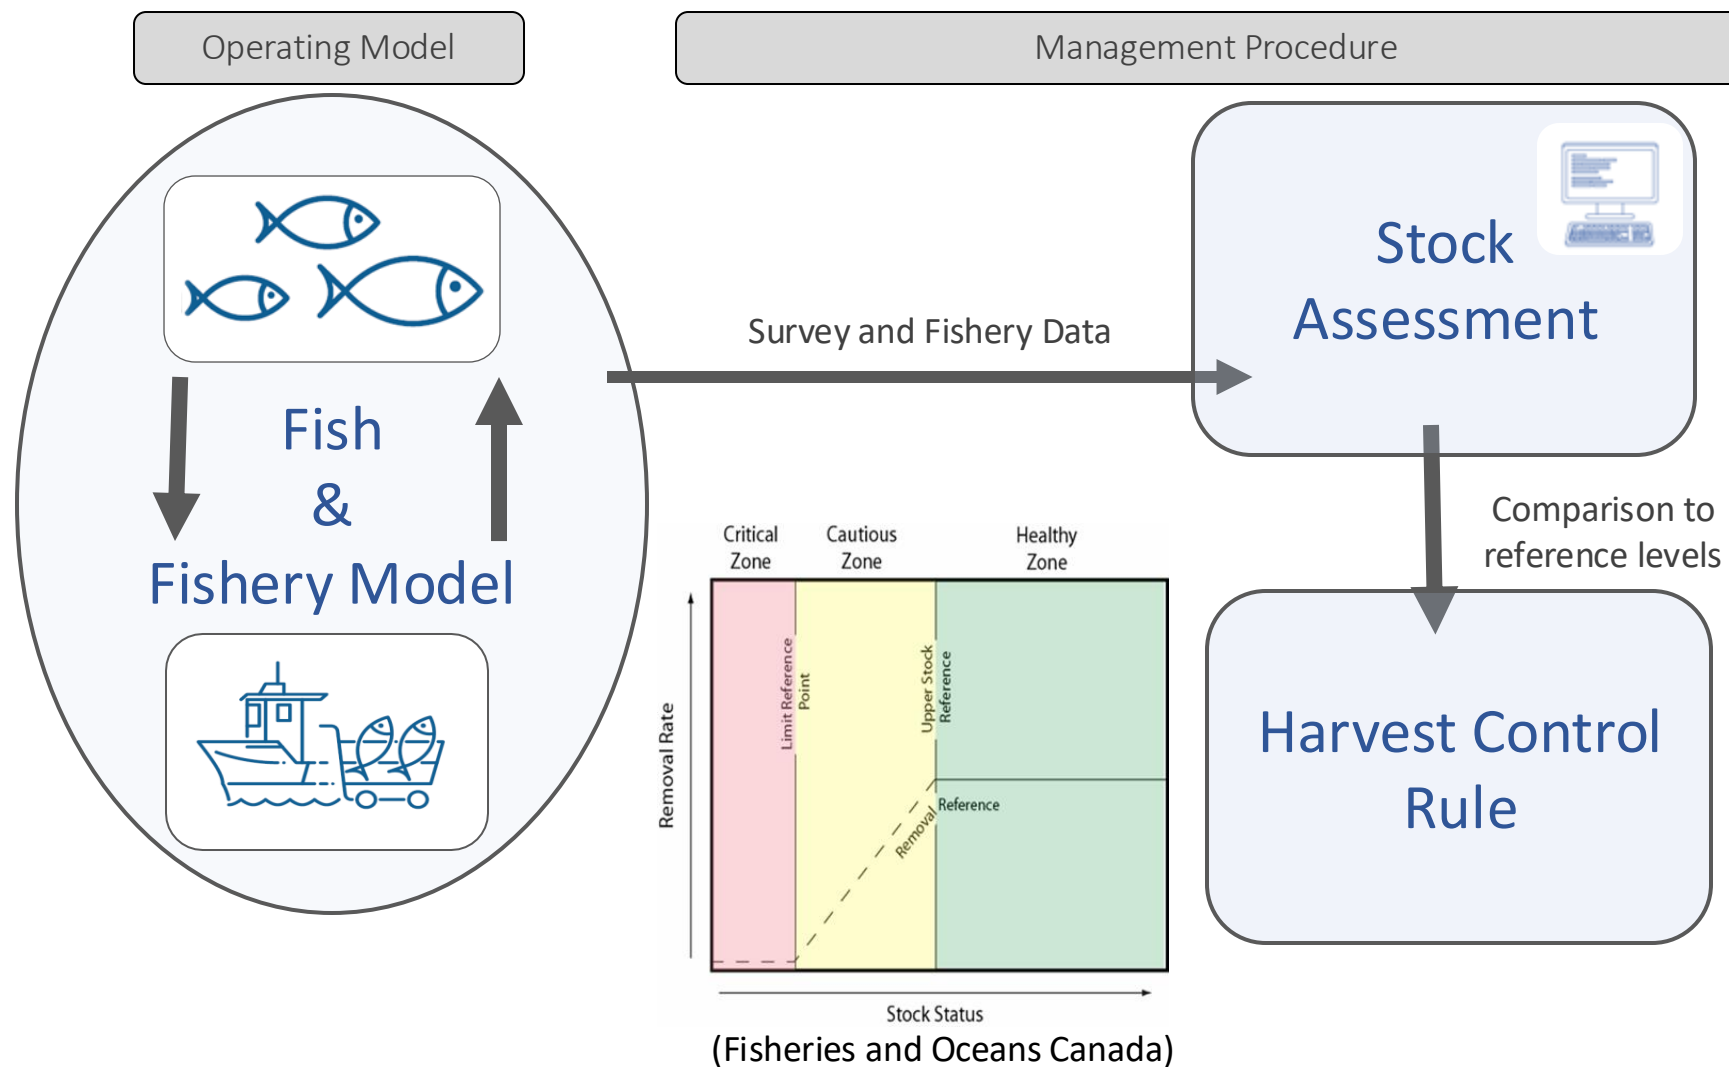 Operating Model
Management Procedure
Fish
&
Fishery Model
Survey and Fishery Data
Stock
Assessment
Comparison to
reference levels
Harvest Control
Rule
Critical
Zone
Cautious
Zone
Healthy
Zone
Removal Rate
Limit Reference
Point
Upper Stock
Reference
Removal
Reference
Stock Status
(Fisheries and Oceans Canada)